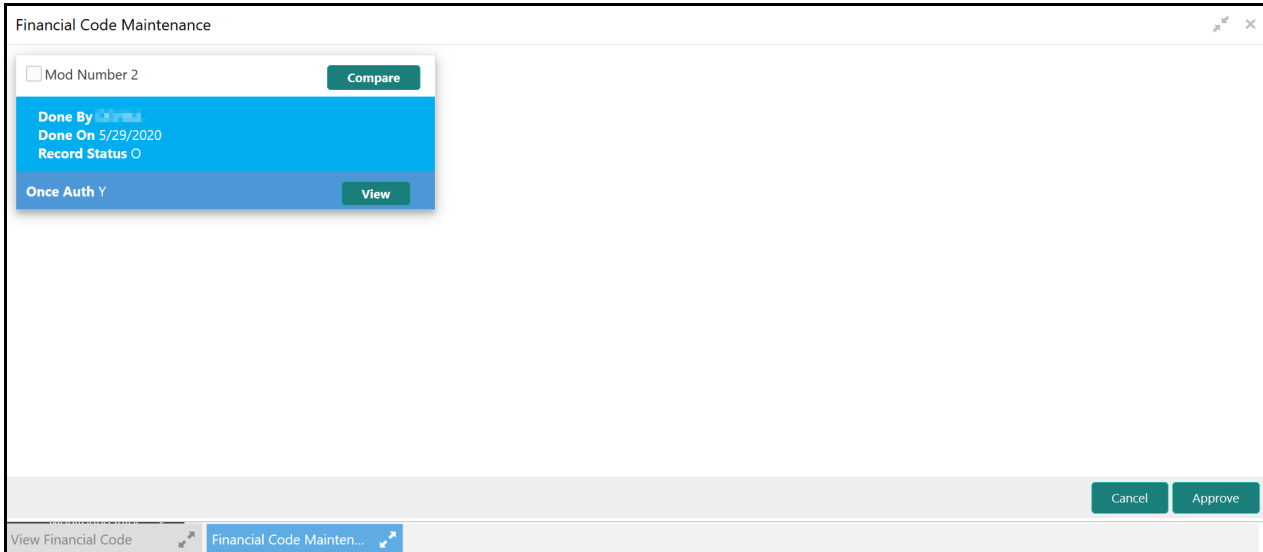 Financial Code Maintenance
Mod Number 2
Compare
Done By
Done On 5/29/2020
Record Status O
Once Auth Y
View
Cancel Approve
View Financial Code
Financial Code Mainten...